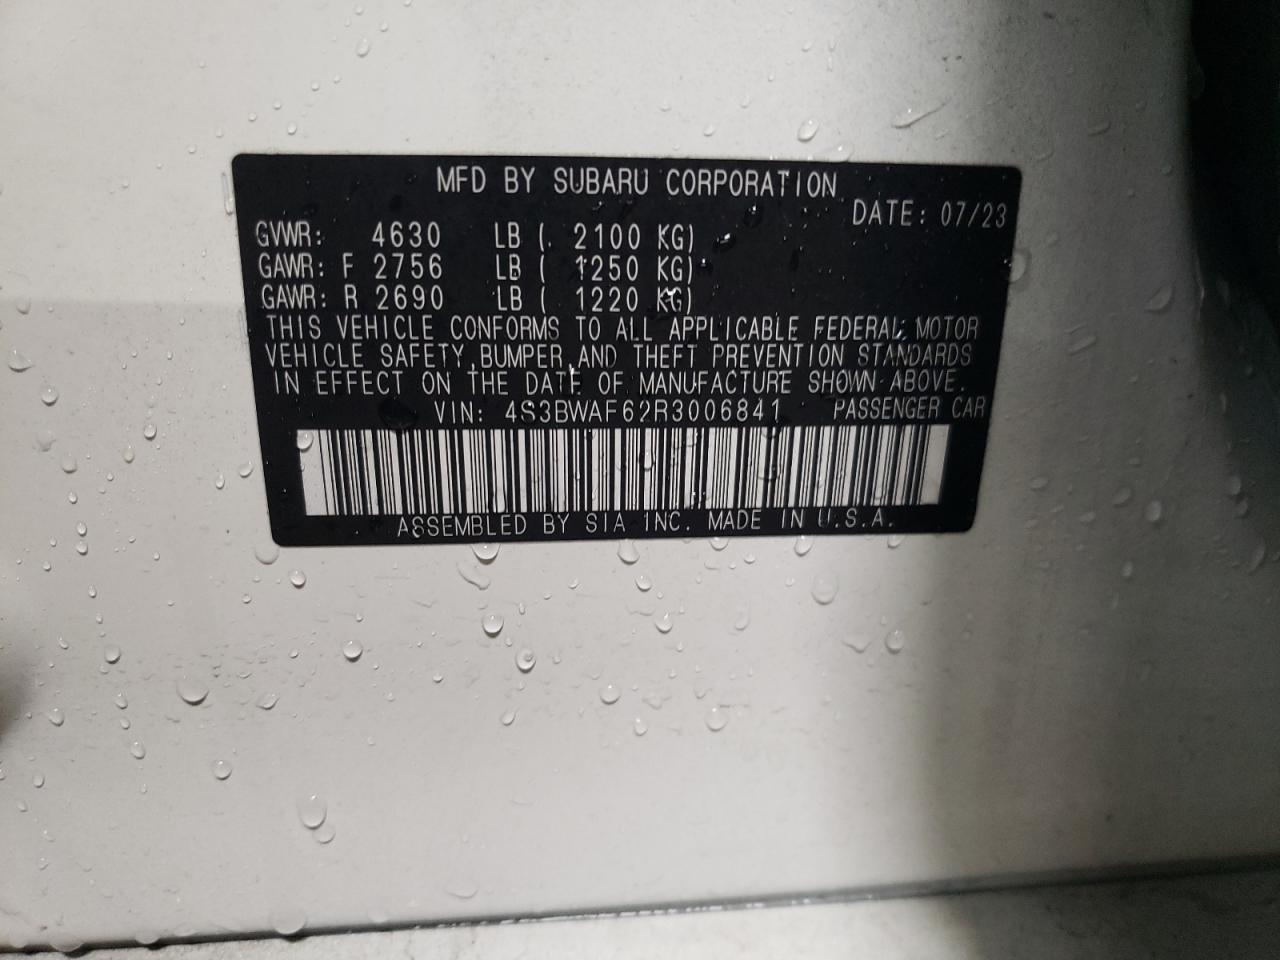 MFD BY SUBARU CORPORATION
DATE: 07/23
GVWR: 4630 LB ( 2100 KG)
GAWR: F 2756 LB ( 1250 KG)
GAWR: R 2690 LB ( 1220 KG)
THIS VEHICLE CONFORMS TO ALL APPLICABLE FEDERAL MOTOR
VEHICLE SAFETY, BUMPER, AND THEFT PREVENTION STANDARDS
IN EFFECT ON THE DATE OF MANUFACTURE SHOWN ABOVE.
VIN: 4S3BWAF62R3006841 PASSENGER CAR
ASSEMBLED BY SIA INC. MADE IN U.S.A.